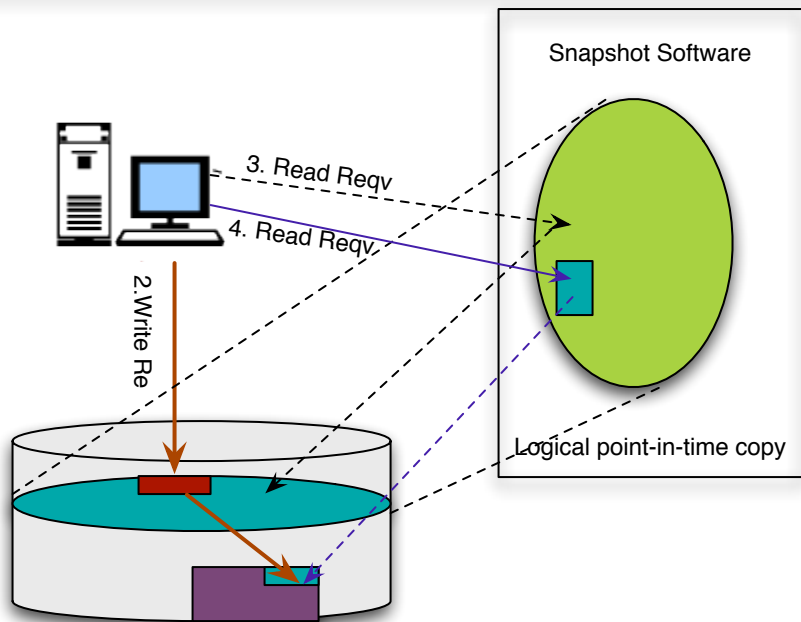 Snapshot Software
3. Read Reqv
4. Read Reqv
2.Write Re
Logical point-in-time copy